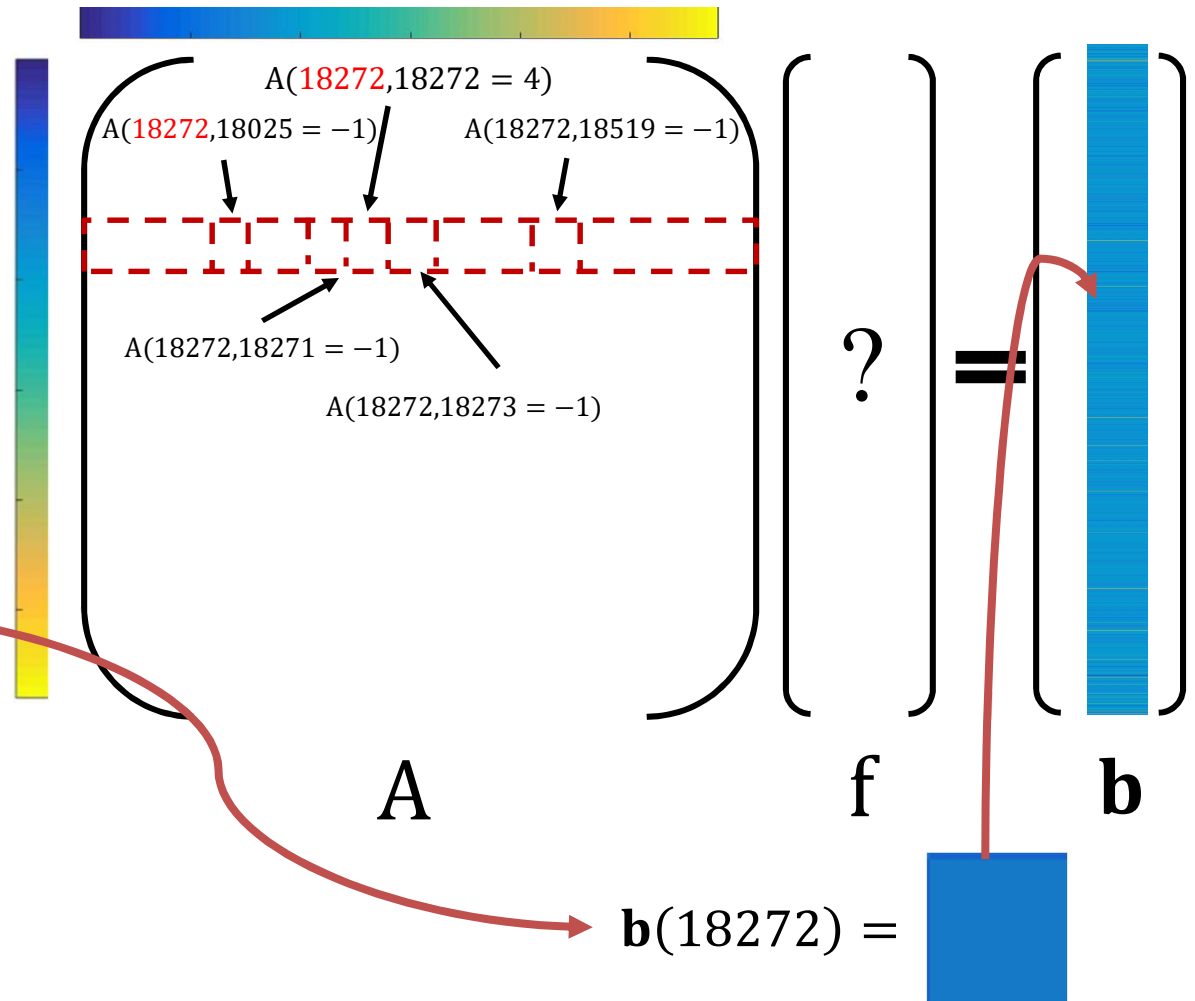 A(18272,18272 = 4)
A(18272,18025 = −1)
A(18272,18519 = −1)
A(18272,18271 = −1)
A(18272,18273 = −1)
?
=
A
f
b
b(18272) =